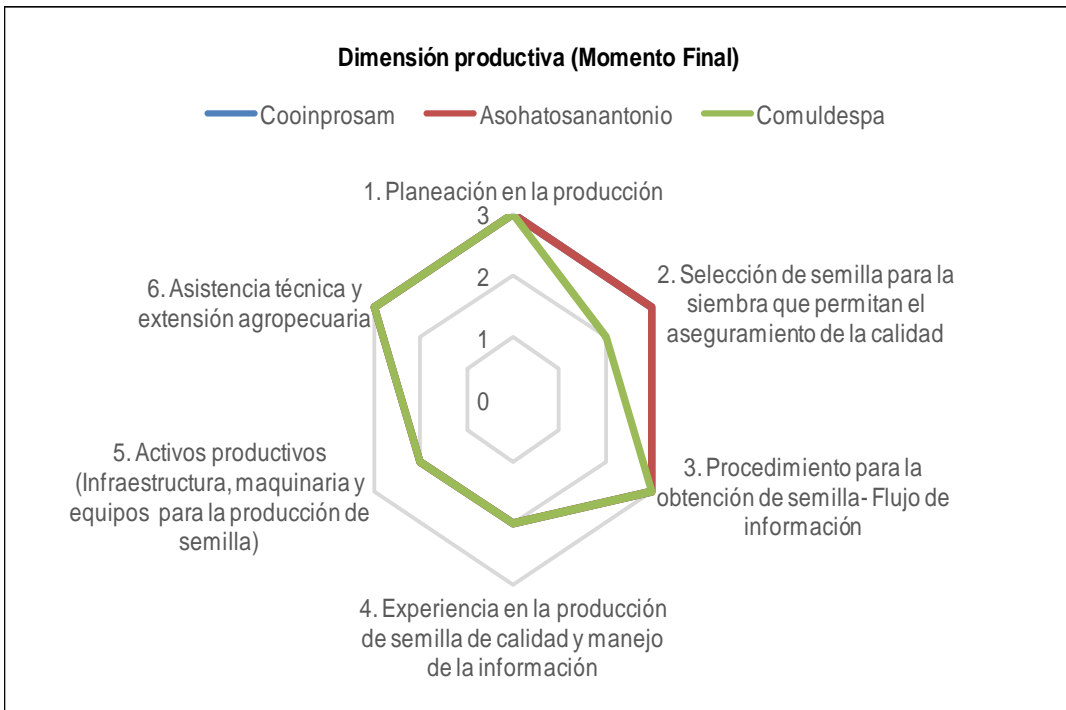 Dimensión productiva (Momento Final)
Cooinprosam Asohatosanantonio Comuldespa
1. Planeación en la producción
3
2
1
0
2. Selección de semilla para la
siembra que permitan el
aseguramiento de la calidad
3. Procedimiento para la
obtención de semilla- Flujo de
información
4. Experiencia en la producción
de semilla de calidad y manejo
de la información
5. Activos productivos
(Infraestructura, maquinaria y
equipos para la producción de
semilla)
6. Asistencia técnica y
extensión agropecuaria